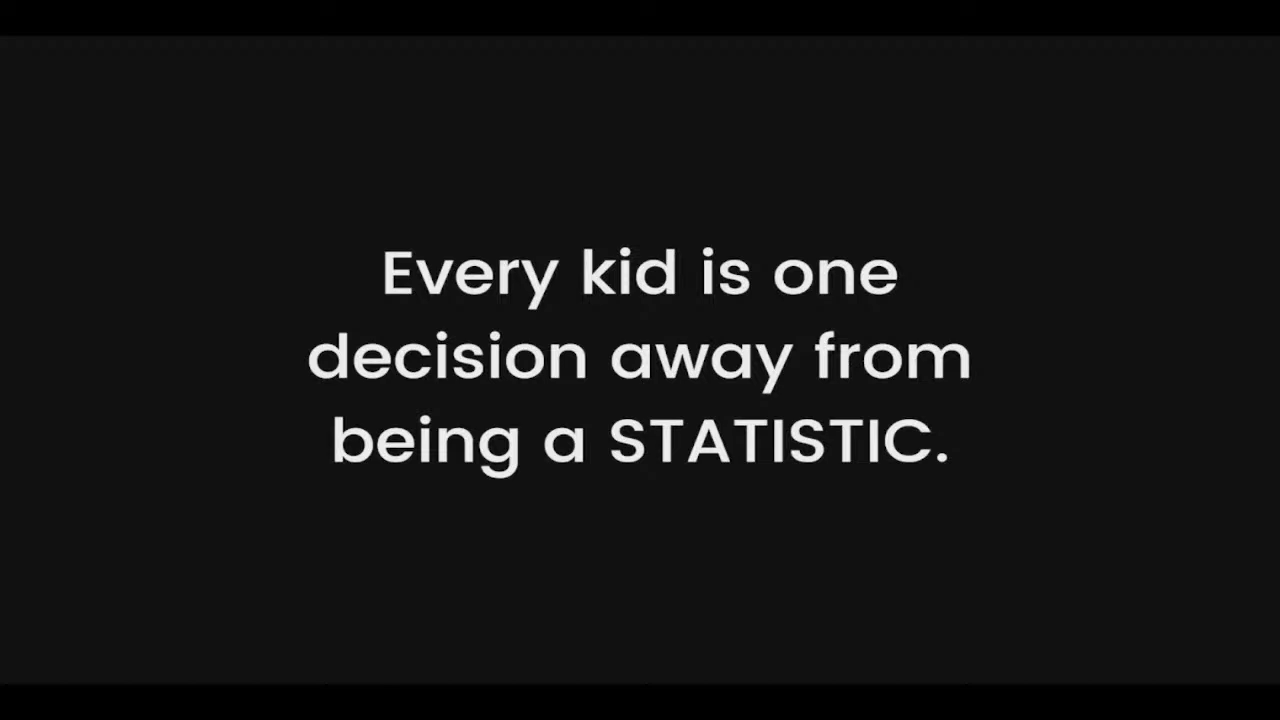 Every kid is one
decision away from
being a STATISTIC.